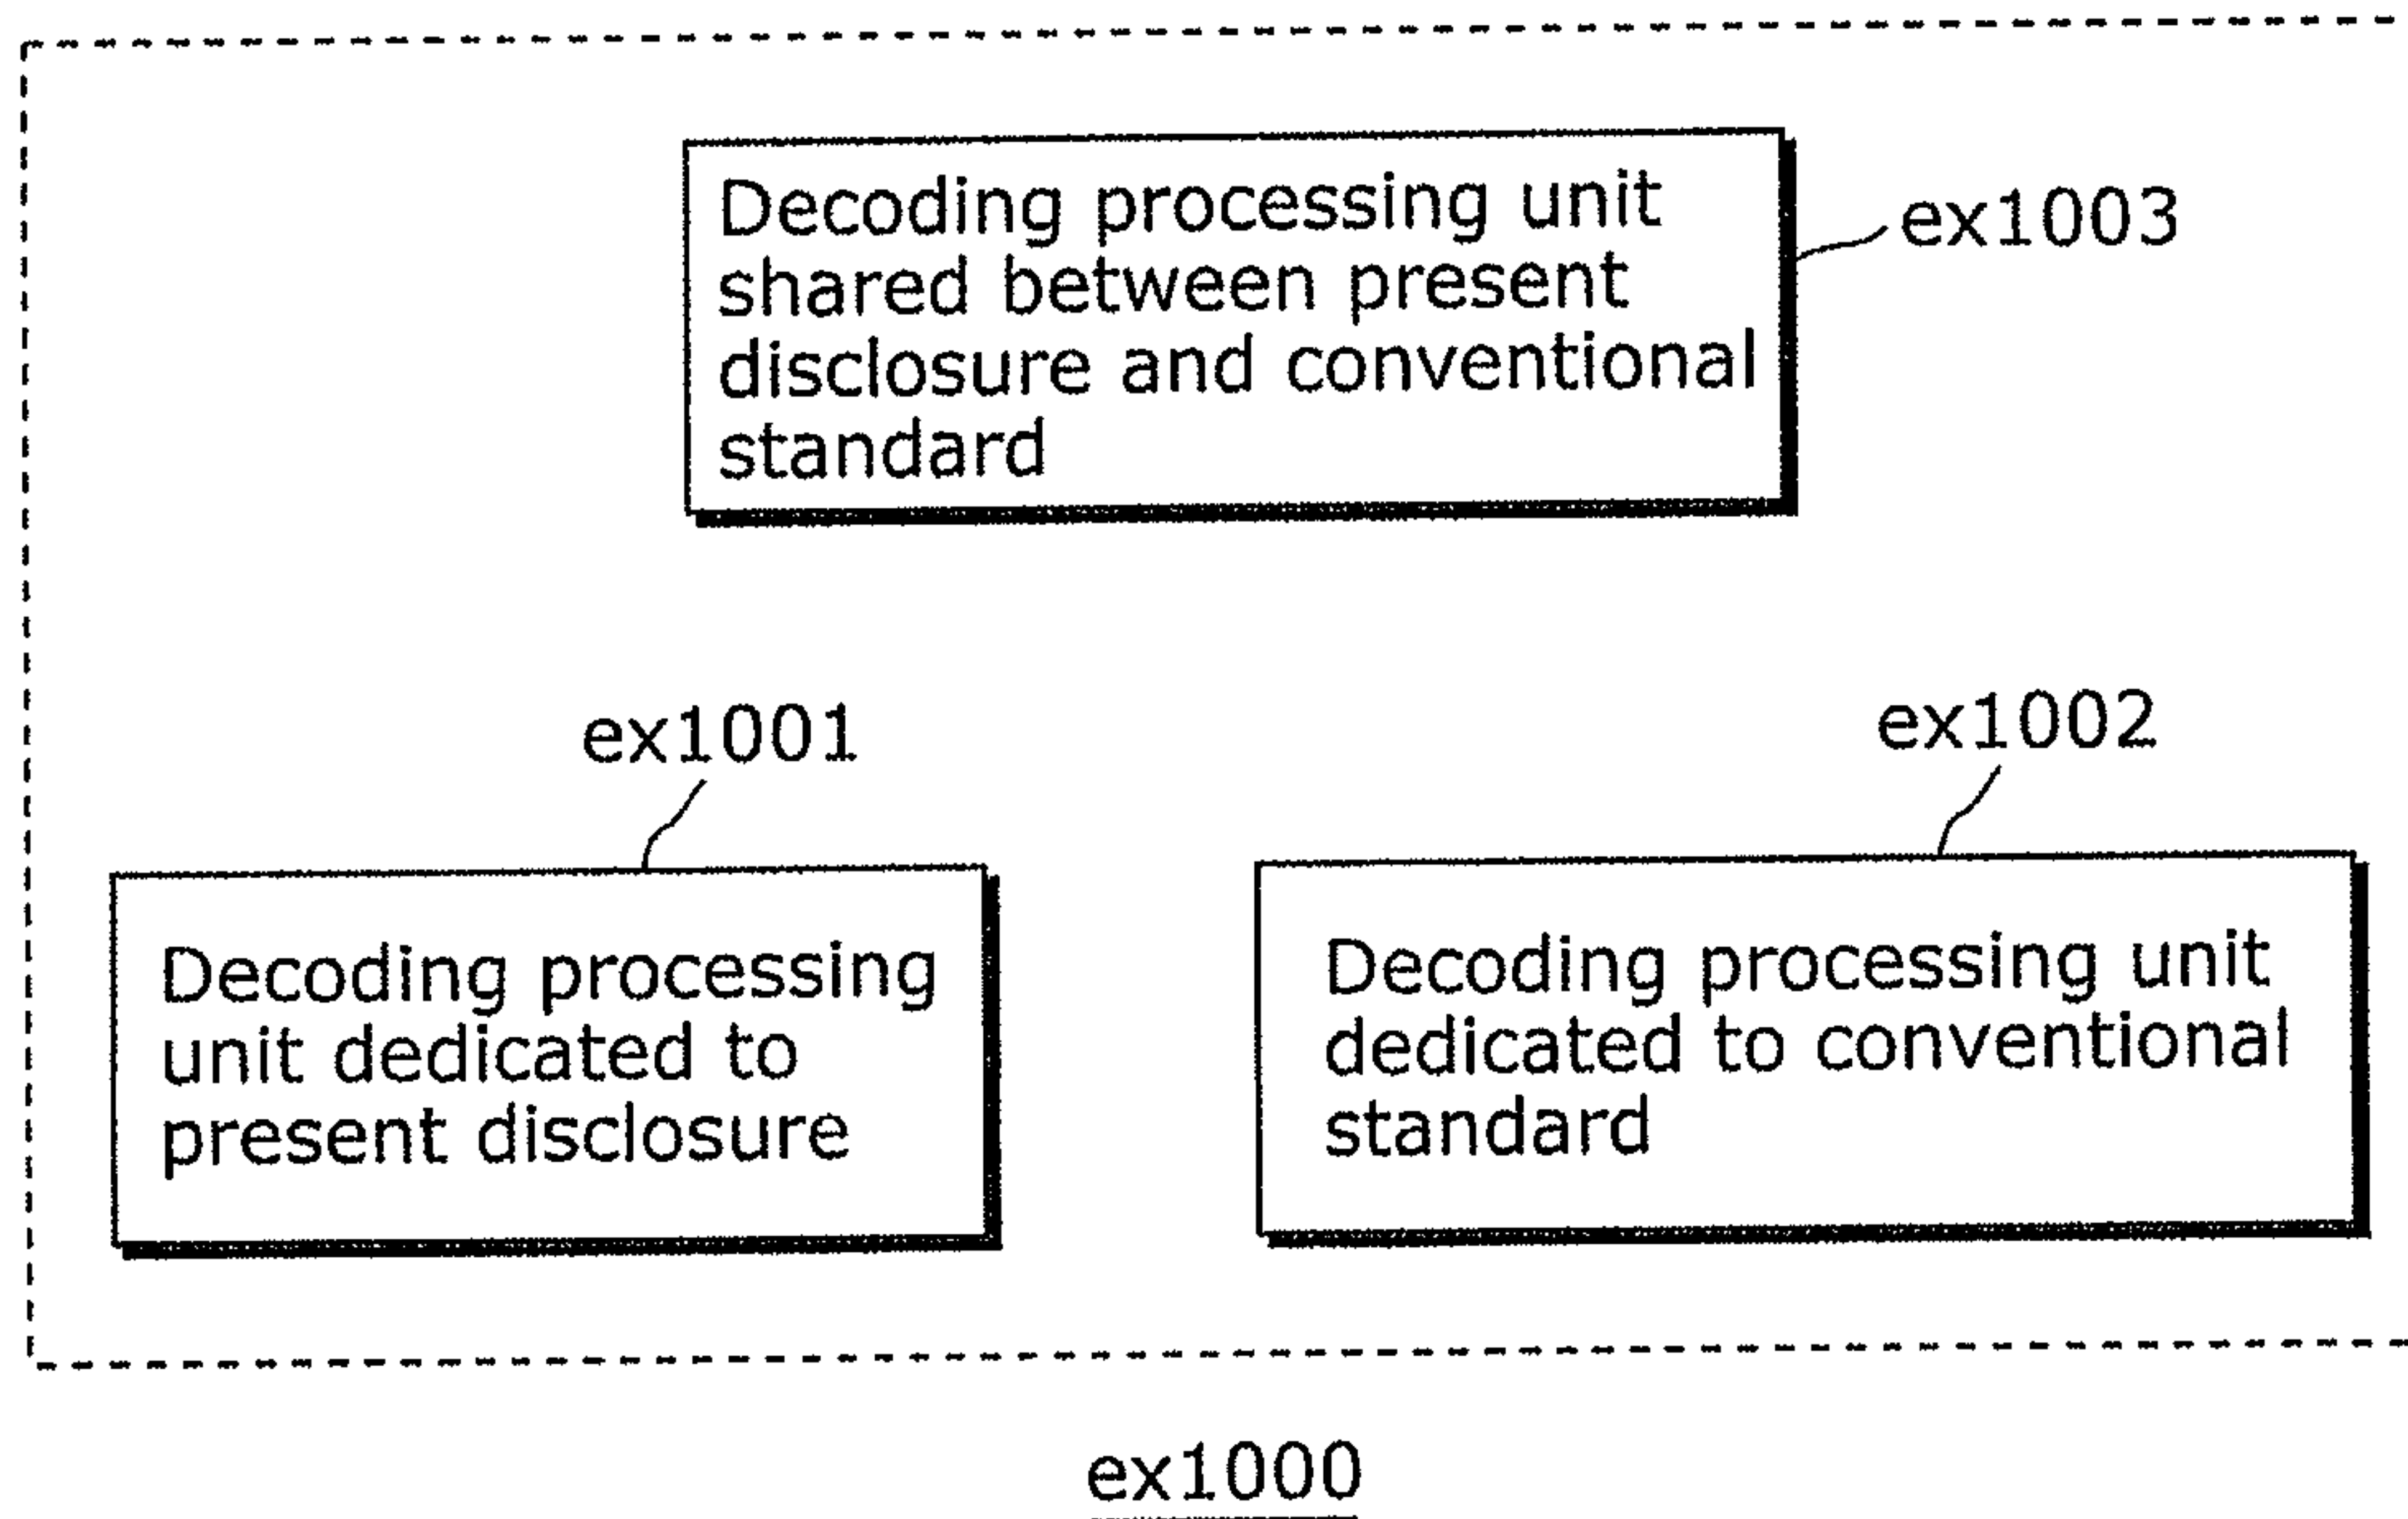 Decoding processing unit
shared between present
disclosure and conventional
standard
ex1003
ex1001
ex1002
Decoding processing
unit dedicated to
present disclosure
Decoding processing unit
dedicated to conventional
standard
ex1000